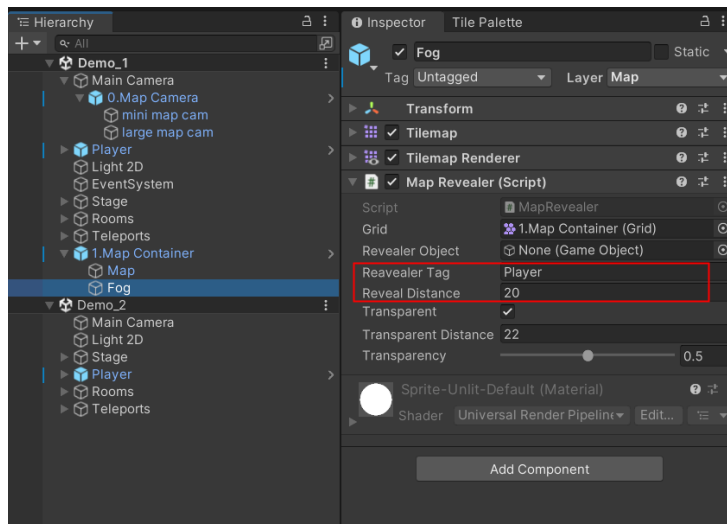 Hierarchy
All
Demo_1
Main Camera
0.Map Camera
mini map cam
large map cam
Player
Light 2D
EventSystem
Stage
Rooms
Teleports
1.Map Container
Map
Fog
Demo_2
Main Camera
Light 2D
Stage
Player
Rooms
Teleports
Inspector Tile Palette
Fog Static
Tag Untagged Layer Map
Transform
Tilemap
Tilemap Renderer
# Map Revealer (Script)
Script # MapRevealer
Grid 1.Map Container (Grid)
Revealer Object None (Game Object)
Reavealer Tag Player
Reveal Distance 20
Transparent
Transparent Distance 22
Transparency 0.5
Sprite-Unlit-Default (Material)
Shader Universal Render Pipeline Edit...
Add Component